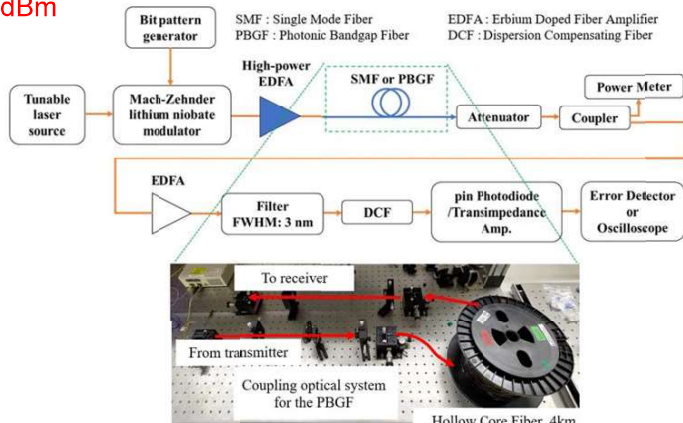 dBm
Bit pattern
generator
SMF : Single Mode Fiber
PBGF : Photonic Bandgap Fiber
EDFA : Erbium Doped Fiber Amplifier
DCF : Dispersion Compensating Fiber
High-power
EDFA
SMF or PBGF
Power Meter
Tunable
laser
source
Mach-Zehnder
lithium niobate
modulator
Attenuator
Coupler
EDFA
Filter
FWHM: 3 nm
DCF
pin Photodiode
/Transimpedance
Amp.
Error Detector
or
Oscilloscope
To receiver
From transmitter
Coupling optical system
for the PBGF
Hollow Core Fiber, 4km